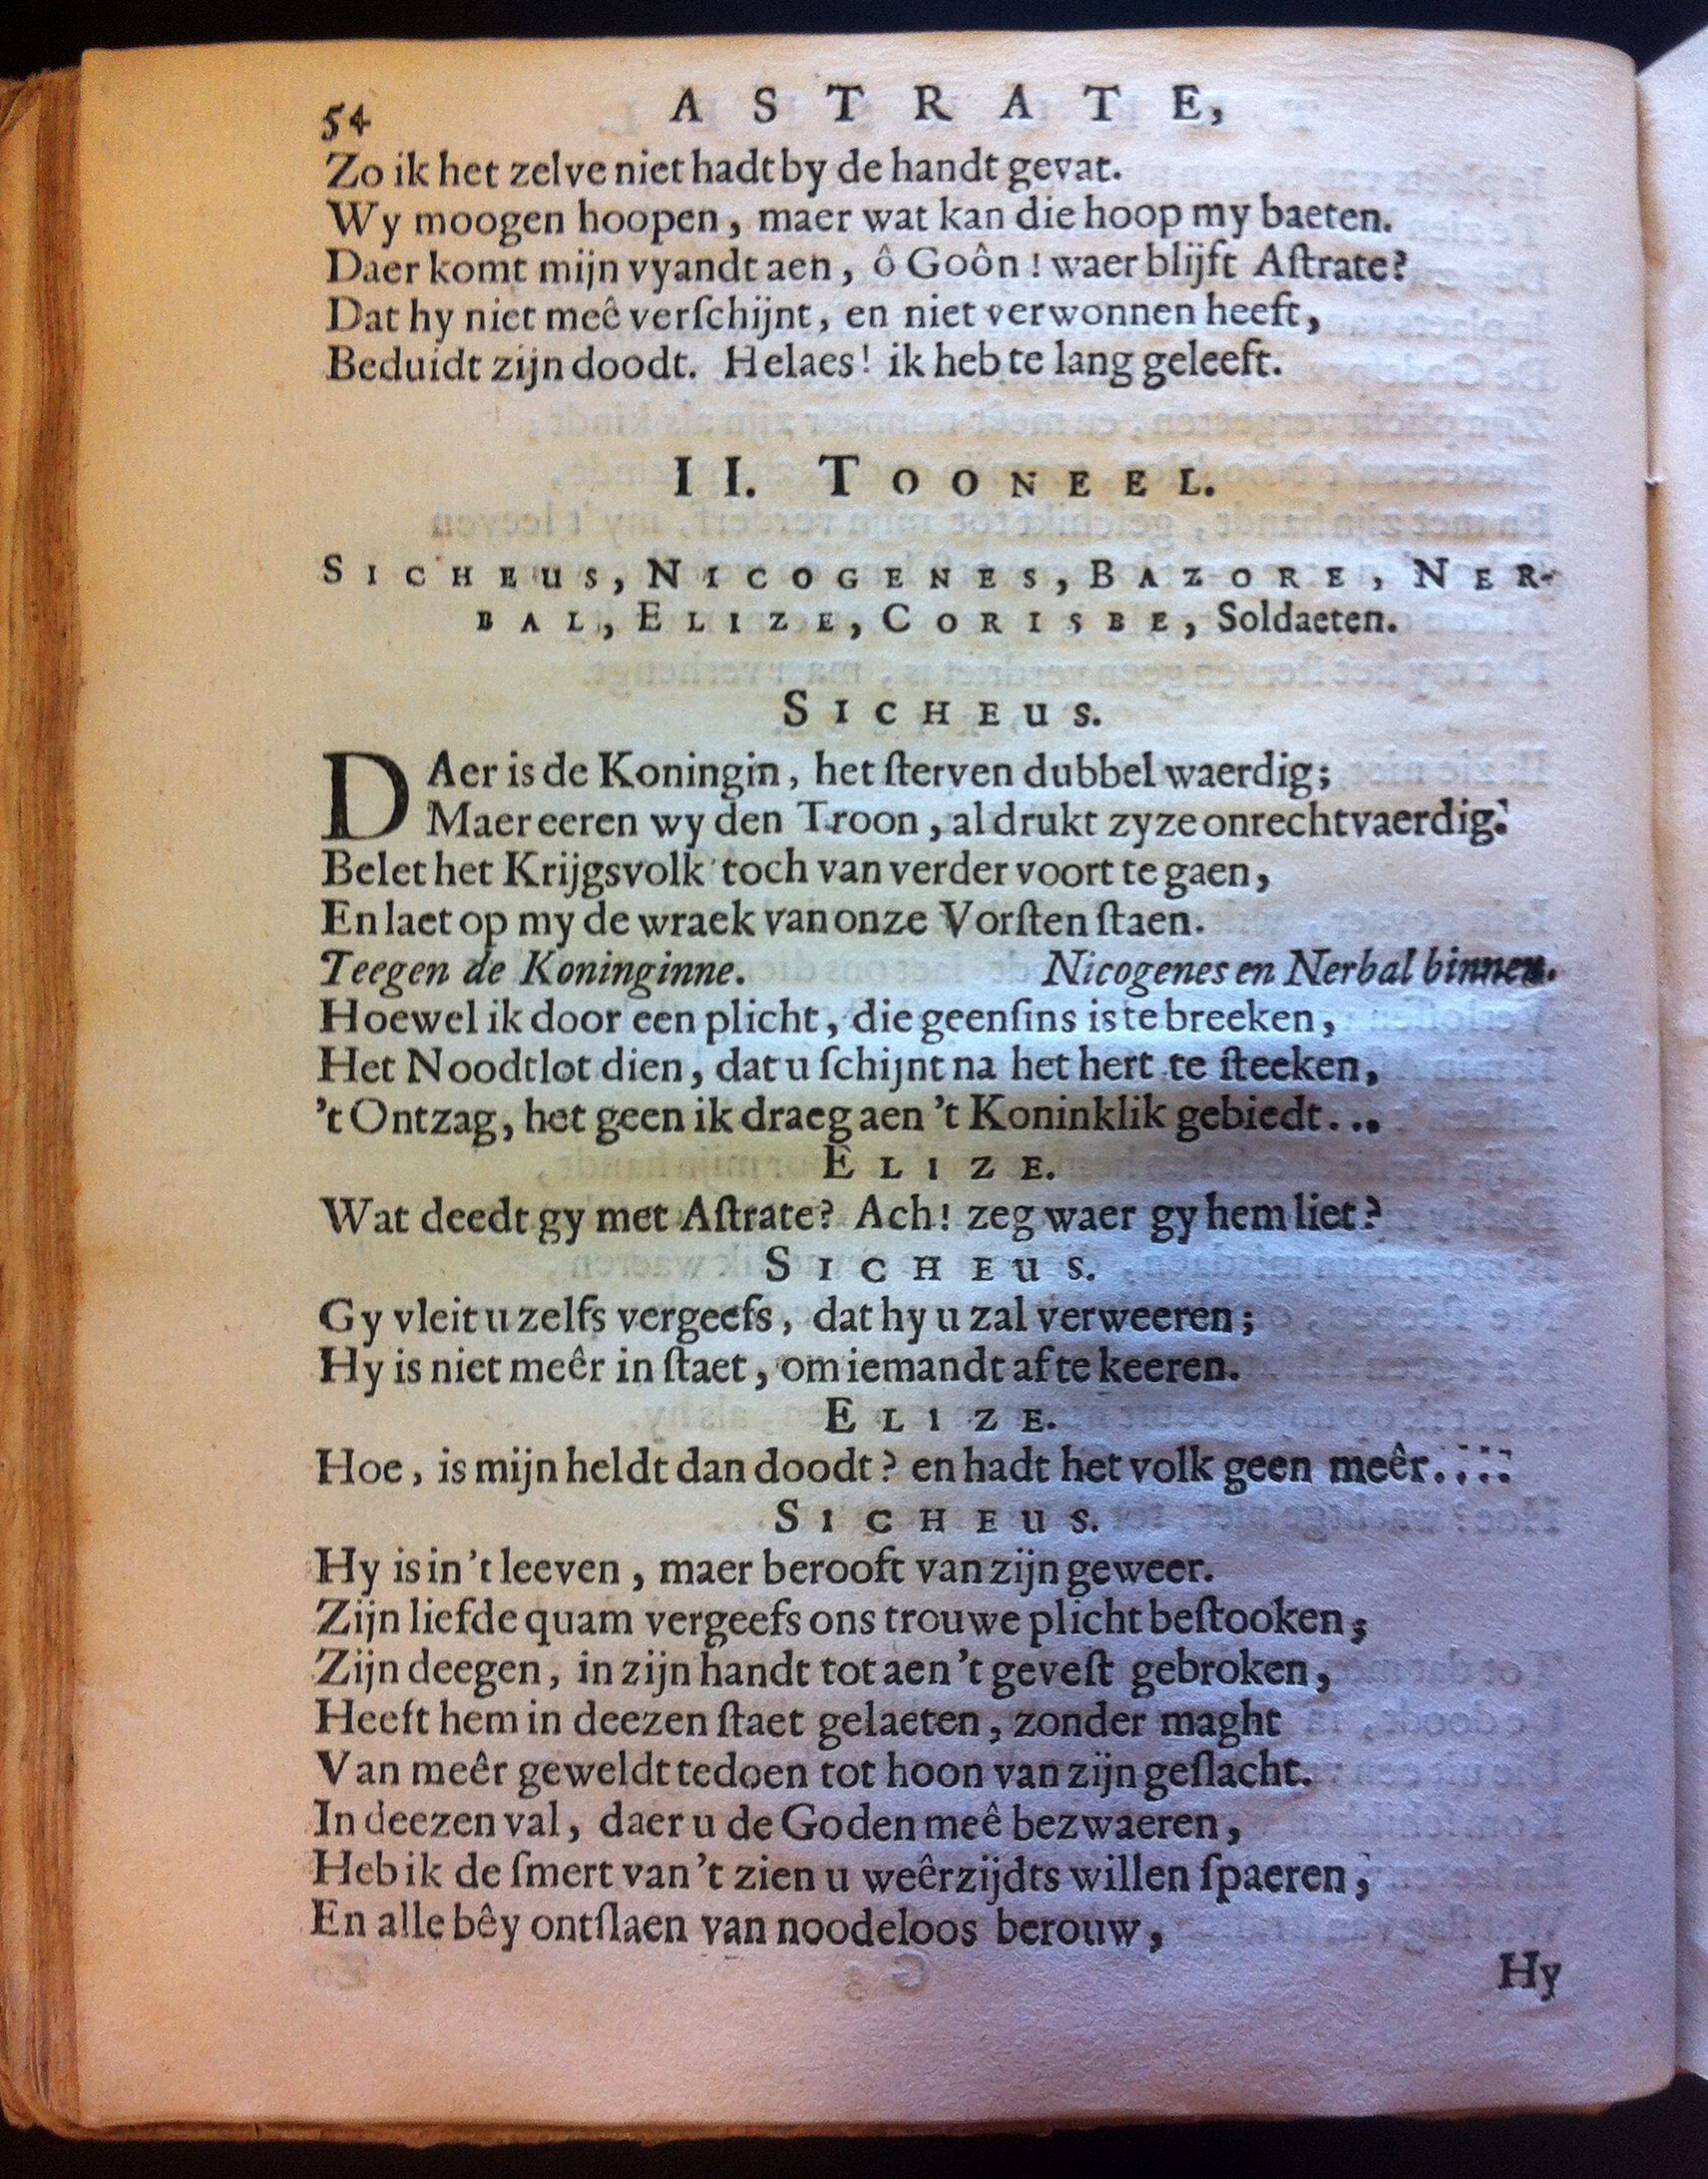 54 ASTRATE,
Zo ik het zelve niet hadt by de handt gevat.
Wy moogen hoopen, maer wat kan die hoop my baeten.
Daer komt mijn vyandt aen, ô Goôn! waer blijft Aſtrate?
Dat hy niet meê verſchijnt, en niet verwonnen heeft,
Beduidt zijn doodt. Helaes! ik heb te lang geleeft.
II. TOONEEL.
SICHEUS, NICOGENES, BAZORE, NER-
BAL, ELIZE, CORISBE, Soldaeten.
SICHEUS.
DAer is de Koningin, het ſterven dubbel waerdig;
Maer eeren wy den Troon, al drukt zy ze onrechtvaerdig.
Belet het Krijgsvolk toch van verder voort te gaen,
En laet op my de wraek van onze Vorſten ſtaen.
Teegen de Koninginne. Nicogenes en Nerbal binnen.
Hoewel ik door een plicht, die geenſins is te breeken,
Het Noodtlot dien, dat u ſchijnt na het hert te ſteeken,
't Ontzag, het geen ik draeg aen 't Koninklik gebiedt...
ELIZE.
Wat deedt gy met Aſtrate? Ach! zeg waer gy hem liet?
SICHEUS.
Gy vleit u zelfs vergeefs, dat hy u zal verweeren;
Hy is niet meêr in ſtaet, om iemandt af te keeren.
ELIZE.
Hoe, is mijn heldt dan doodt? en hadt het volk geen meêr....
SICHEUS.
Hy is in 't leeven, maer berooft van zijn geweer.
Zijn liefde quam vergeefs ons trouwe plicht beſtooken;
Zijn deegen, in zijn handt tot aen 't geveſt gebroken,
Heeft hem in deezen ſtaet gelaeten, zonder maght
Van meêr geweldt te doen tot hoon van zijn geſlacht.
In deezen val, daer u de Goden meê bezwaeren,
Heb ik de ſmert van 't zien u weêrzijdts willen ſpaeren,
En alle bêy ontſlaen van noodeloos berouw,
Hy